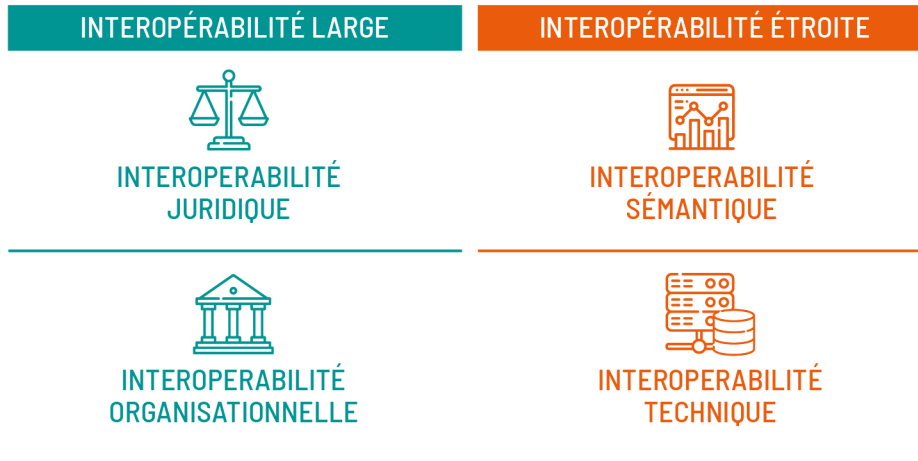 INTEROPÉRABILITÉ LARGE
INTEROPERABILITÉ
JURIDIQUE
INTEROPERABILITÉ
ORGANISATIONNELLE
INTEROPÉRABILITÉ ÉTROITE
INTEROPERABILITÉ
SÉMANTIQUE
INTEROPERABILITÉ
TECHNIQUE